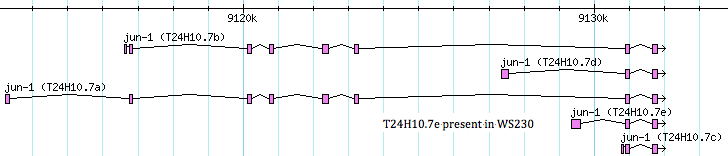 9120k 9130k
jun-1 (T24H10.7b)
jun-1 (T24H10.7d)
jun-1 (T24H10.7a)
jun-1 (T24H10.7e)
T24H10.7e present in WS230
jun-1 (T24H10.7c)